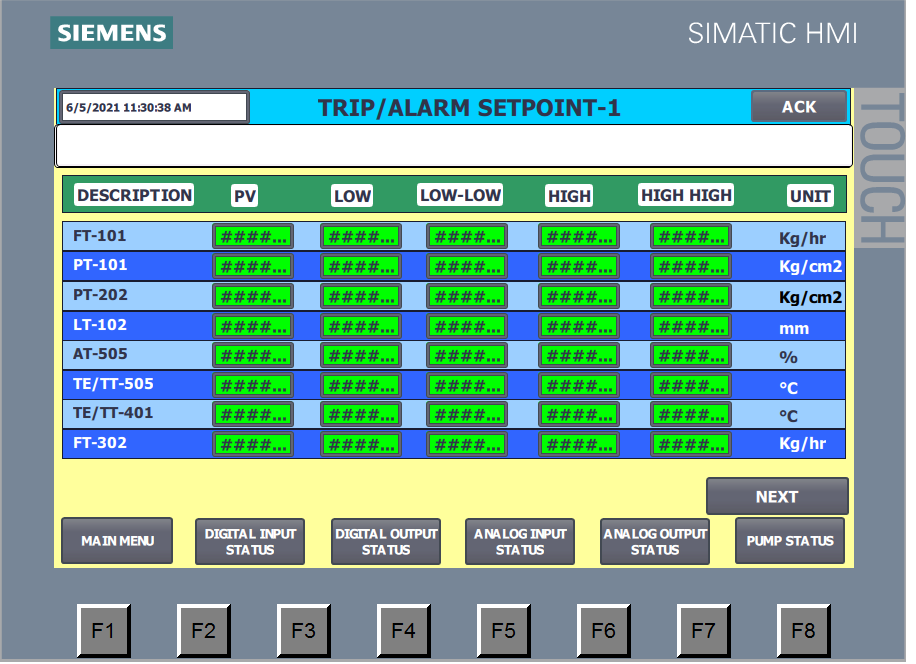 SIEMENS
SIMATIC HMI
6/5/2021 11:30:38 AM
TRIP/ALARM SETPOINT-1
ACK
TOUCH
DESCRIPTION PV LOW LOW-LOW HIGH HIGH HIGH UNIT
FT-101 ####... ####... ####... ####... ####... Kg/hr
PT-101 ####... ####... ####... ####... ####... Kg/cm2
PT-202 ####... ####... ####... ####... ####... Kg/cm2
LT-102 ####... ####... ####... ####... ####... mm
AT-505 ####... ####... ####... ####... ####... %
TE/TT-505 ####... ####... ####... ####... ####... °C
TE/TT-401 ####... ####... ####... ####... ####... °C
FT-302 ####... ####... ####... ####... ####... Kg/hr
NEXT
MAIN MENU
DIGITAL INPUT
STATUS
DIGITAL OUTPUT
STATUS
ANALOG INPUT
STATUS
ANALOG OUTPUT
STATUS
PUMP STATUS
F1 F2 F3 F4 F5 F6 F7 F8